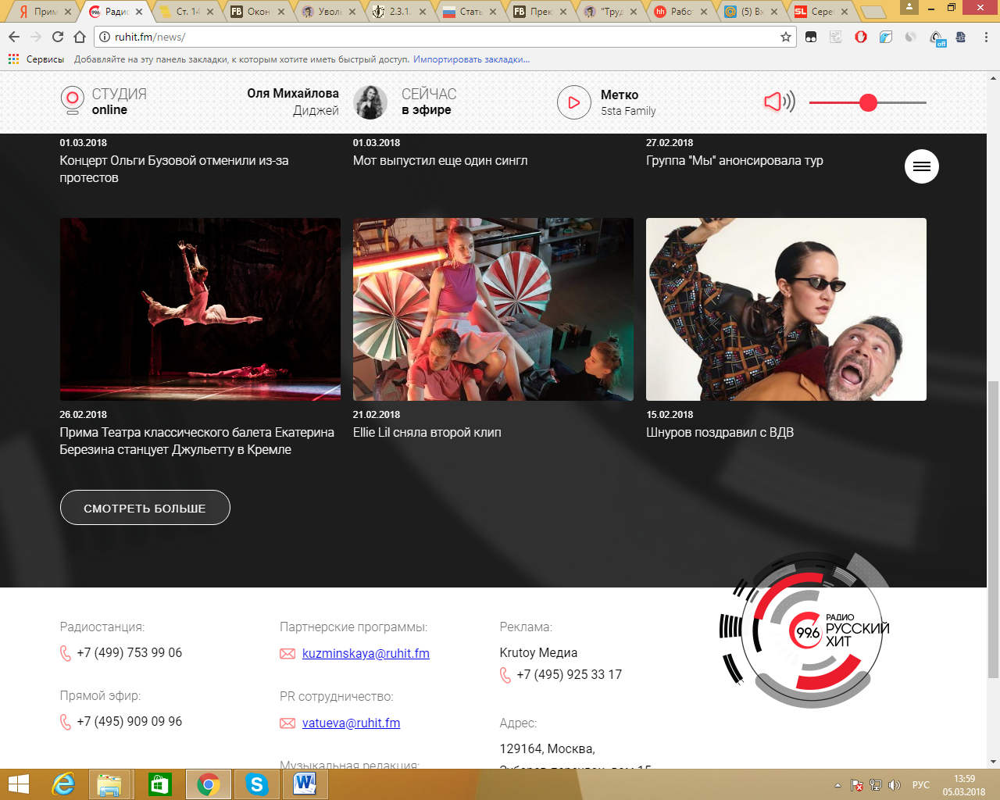 Прим
Радио
Ст. 14
Окон
Увол
2.3.1.
Стать
Прек
"Труд
Рабо
(5) Вх
Сере
ruhit.fm/news/
off
Сервисы
Добавляйте на эту панель закладки, к которым хотите иметь быстрый доступ. Импортировать закладки...
СТУДИЯ
online
Оля Михайлова
Диджей
СЕЙЧАС
в эфире
Метко
5sta Family
01.03.2018
Концерт Ольги Бузовой отменили из-за
протестов
01.03.2018
Мот выпустил еще один сингл
27.02.2018
Группа "Мы" анонсировала тур
26.02.2018
Прима Театра классического балета Екатерина
Березина станцует Джульетту в Кремле
21.02.2018
Ellie Lil сняла второй клип
15.02.2018
Шнуров поздравил с ВДВ
СМОТРЕТЬ БОЛЬШЕ
99.6
РАДИО
РУССКИЙ
ХИТ
Радиостанция:
+7 (499) 753 99 06
Прямой эфир:
+7 (495) 909 09 96
Партнерские программы:
kuzminskaya@ruhit.fm
PR сотрудничество:
vatueva@ruhit.fm
Музыкальная редакция:
Реклама:
Krutoy Медиа
+7 (495) 925 33 17
Адрес:
129164, Москва,
РУС
13:59
05.03.2018